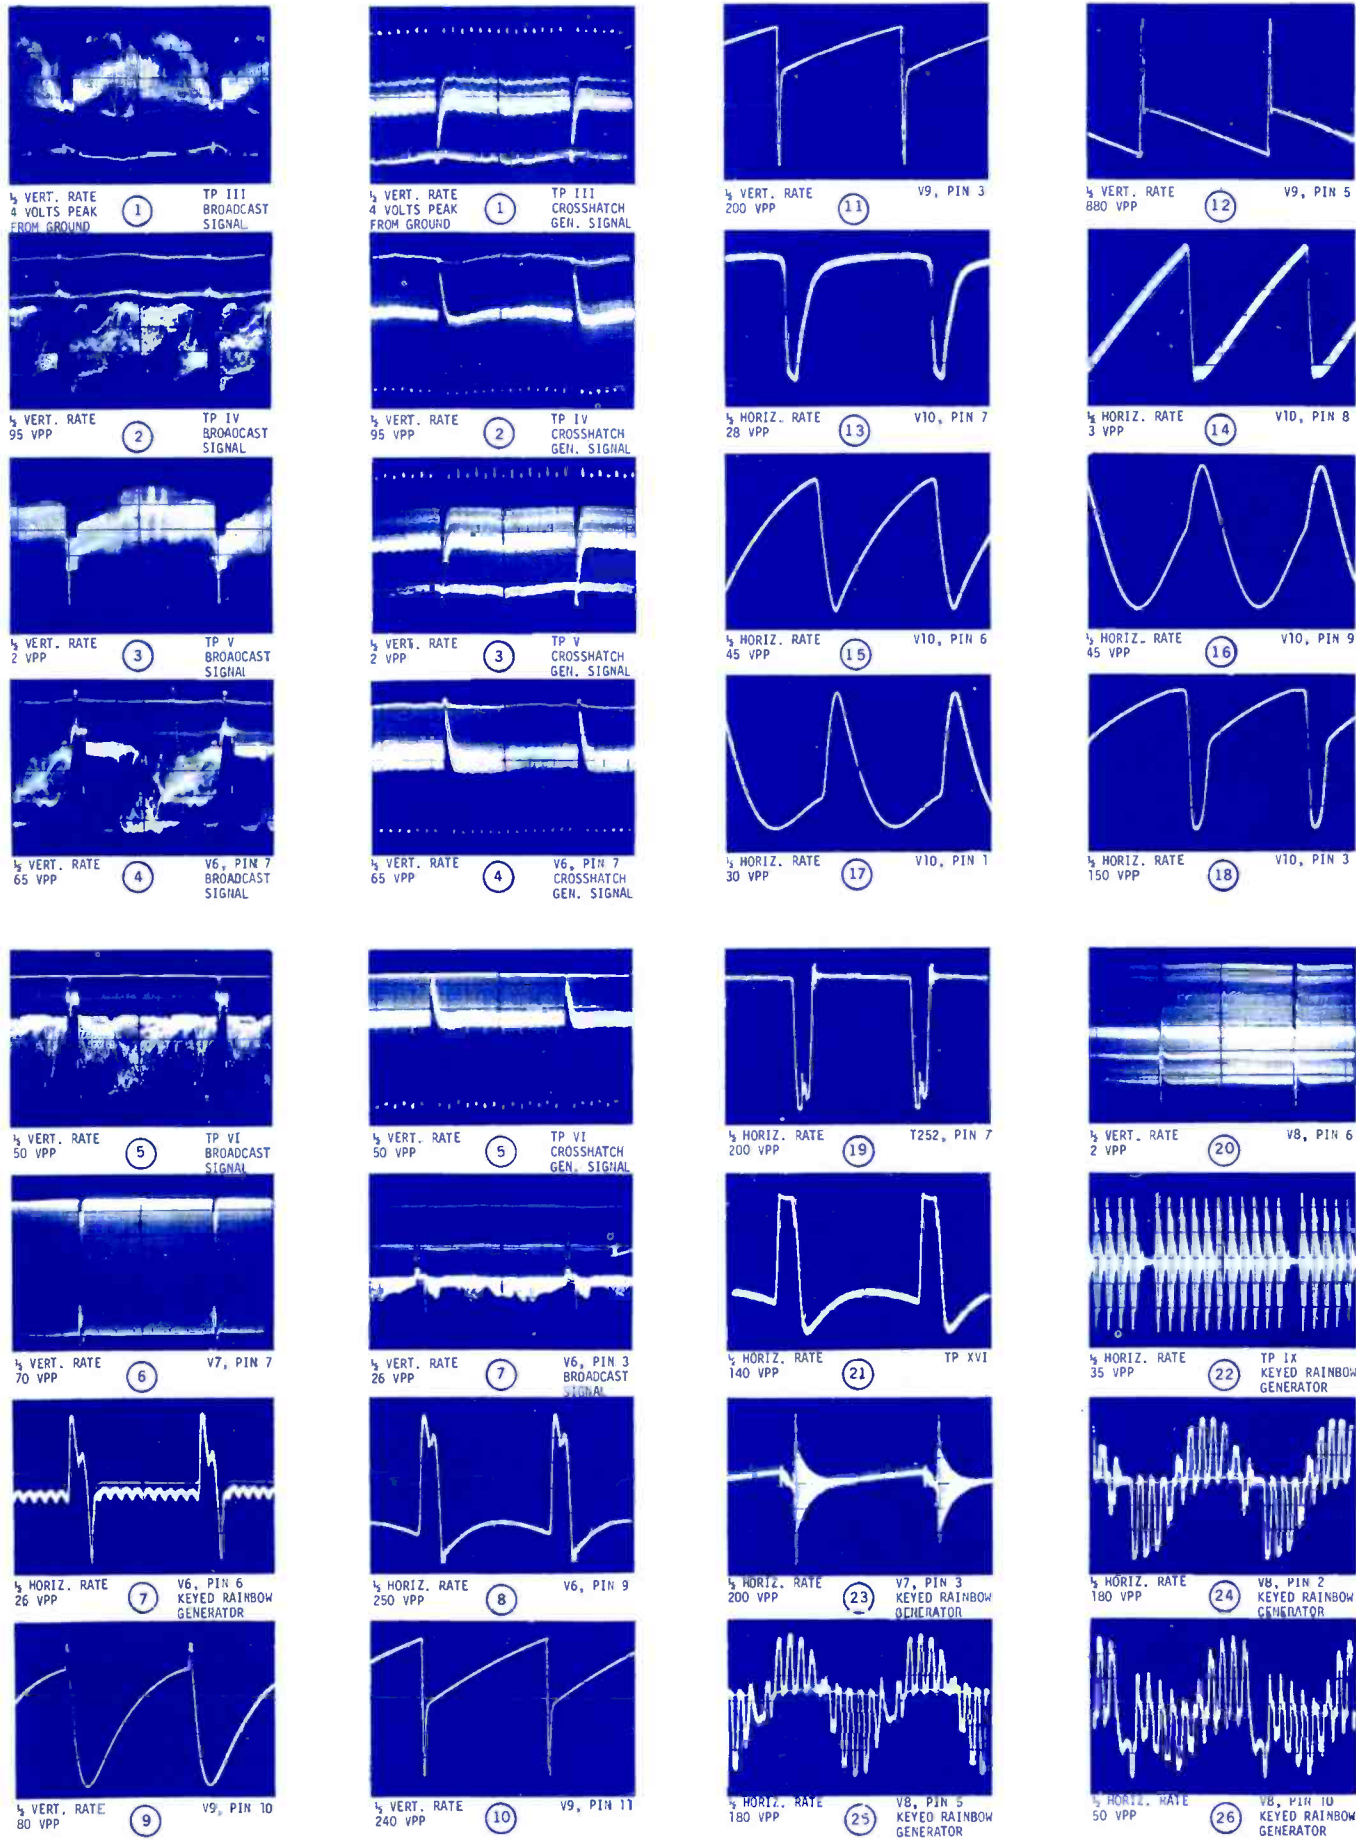 ½ VERT. RATE
4 VOLTS PEAK
FROM GROUND
1
TP III
BROADCAST
SIGNAL
½ VERT. RATE
4 VOLTS PEAK
FROM GROUND
1
TP III
CROSSHATCH
GEN. SIGNAL
½ VERT. RATE
200 VPP
11
V9, PIN 3
½ VERT. RATE
880 VPP
12
V9, PIN 5
½ VERT. RATE
95 VPP
2
TP IV
BROADCAST
SIGNAL
½ VERT. RATE
95 VPP
2
TP IV
CROSSHATCH
GEN. SIGNAL
½ HORIZ. RATE
28 VPP
13
V10, PIN 7
½ HORIZ. RATE
3 VPP
14
V10, PIN 8
½ VERT. RATE
2 VPP
3
TP V
BROADCAST
SIGNAL
½ VERT. RATE
2 VPP
3
TP V
CROSSHATCH
GEN. SIGNAL
½ HORIZ. RATE
45 VPP
15
V10, PIN 6
½ HORIZ. RATE
45 VPP
16
V10, PIN 9
½ VERT. RATE
65 VPP
4
V6, PIN 7
BROADCAST
SIGNAL
½ VERT. RATE
65 VPP
4
V6, PIN 7
CROSSHATCH
GEN. SIGNAL
½ HORIZ. RATE
30 VPP
17
V10, PIN 1
½ HORIZ. RATE
150 VPP
18
V10, PIN 3
½ VERT. RATE
50 VPP
5
TP VI
BROADCAST
SIGNAL
½ VERT. RATE
50 VPP
5
TP VI
CROSSHATCH
GEN. SIGNAL
½ HORIZ. RATE
200 VPP
19
T252, PIN 7
½ VERT. RATE
2 VPP
20
V8, PIN 6
½ VERT. RATE
70 VPP
6
V7, PIN 7
½ VERT. RATE
26 VPP
7
V6, PIN 3
BROADCAST
SIGNAL
½ HORIZ. RATE
140 VPP
21
TP XVI
½ HORIZ. RATE
35 VPP
22
TP IX
KEYED RAINBOW
GENERATOR
½ HORIZ. RATE
26 VPP
7
V6, PIN 6
KEYED RAINBOW
GENERATOR
½ HORIZ. RATE
250 VPP
8
V6, PIN 9
½ HORIZ. RATE
200 VPP
23
V7, PIN 3
KEYED RAINBOW
GENERATOR
½ HORIZ. RATE
180 VPP
24
V8, PIN 2
KEYED RAINBOW
GENERATOR
½ VERT. RATE
80 VPP
9
V9, PIN 10
½ VERT. RATE
240 VPP
10
V9, PIN 11
½ HORIZ. RATE
180 VPP
25
V8, PIN 5
KEYED RAINBOW
GENERATOR
½ HORIZ. RATE
50 VPP
26
V8, PIN 10
KEYED RAINBOW
GENERATOR